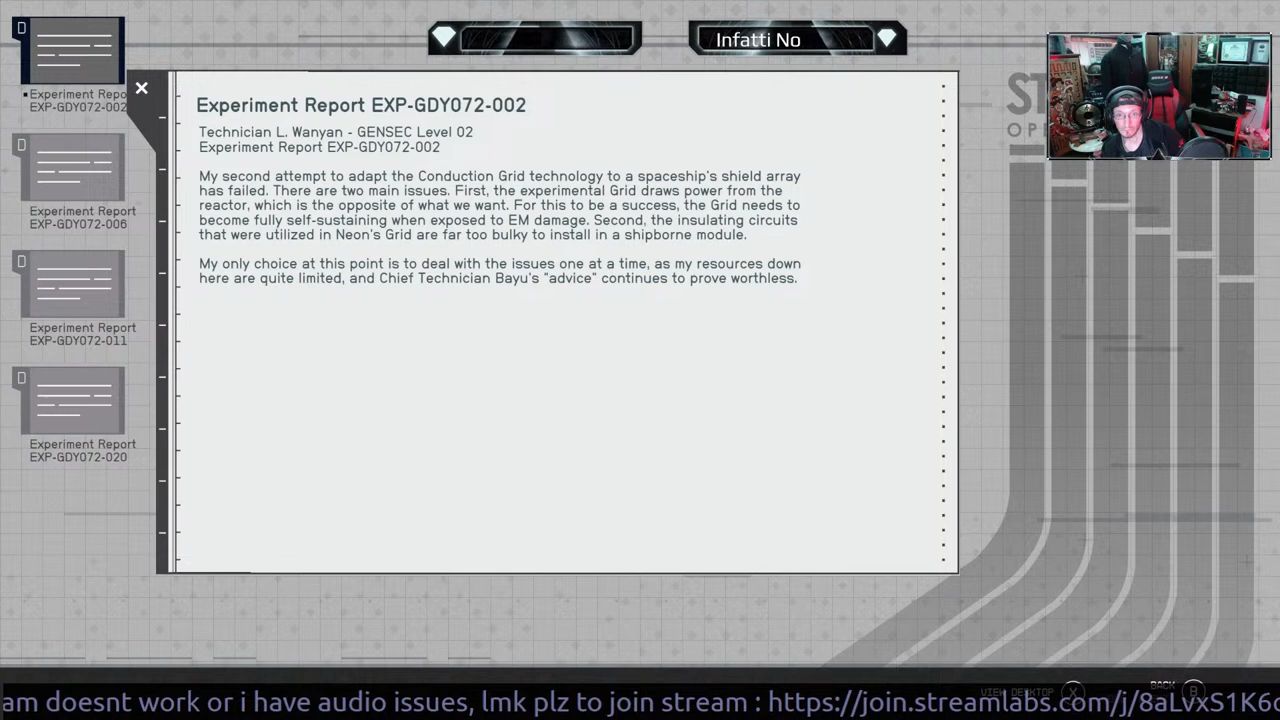 Infatti No
Experiment Repo
EXP-GDY072-002
Experiment Report
EXP-GDY072-006
Experiment Report
EXP-GDY072-011
Experiment Report
EXP-GDY072-020
Experiment Report EXP-GDY072-002
Technician L. Wanyan - GENSEC Level 02
Experiment Report EXP-GDY072-002
My second attempt to adapt the Conduction Grid technology to a spaceship's shield array
has failed. There are two main issues. First, the experimental Grid draws power from the
reactor, which is the opposite of what we want. For this to be a success, the Grid needs to
become fully self-sustaining when exposed to EM damage. Second, the insulating circuits
that were utilized in Neon's Grid are far too bulky to install in a shipborne module.
My only choice at this point is to deal with the issues one at a time, as my resources down
here are quite limited, and Chief Technician Bayu's "advice" continues to prove worthless.
ST
OP
VIEW DESKTOP X
BACK B
am doesnt work or i have audio issues, lmk plz to join stream : https://join.streamlabs.com/j/8aLvxS1K6